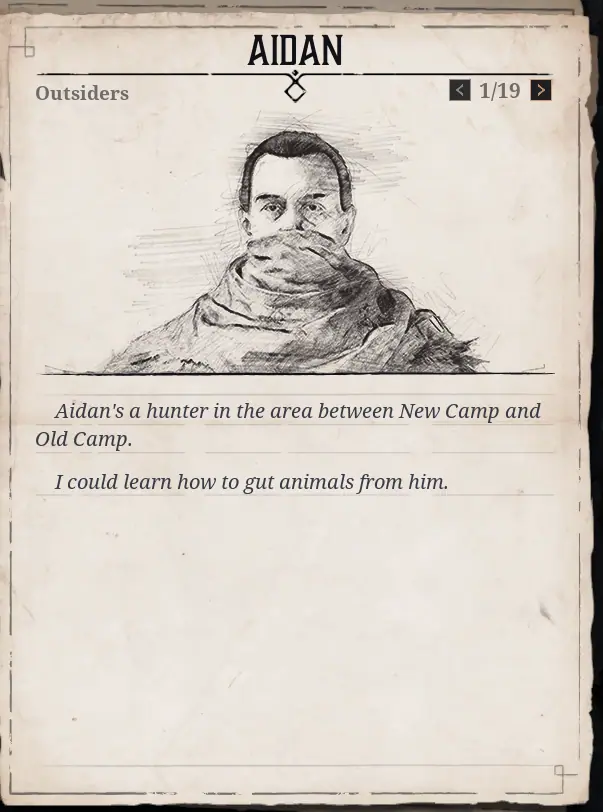 AIDAN
Outsiders
< 1/19 >
Aidan's a hunter in the area between New Camp and
Old Camp.
I could learn how to gut animals from him.